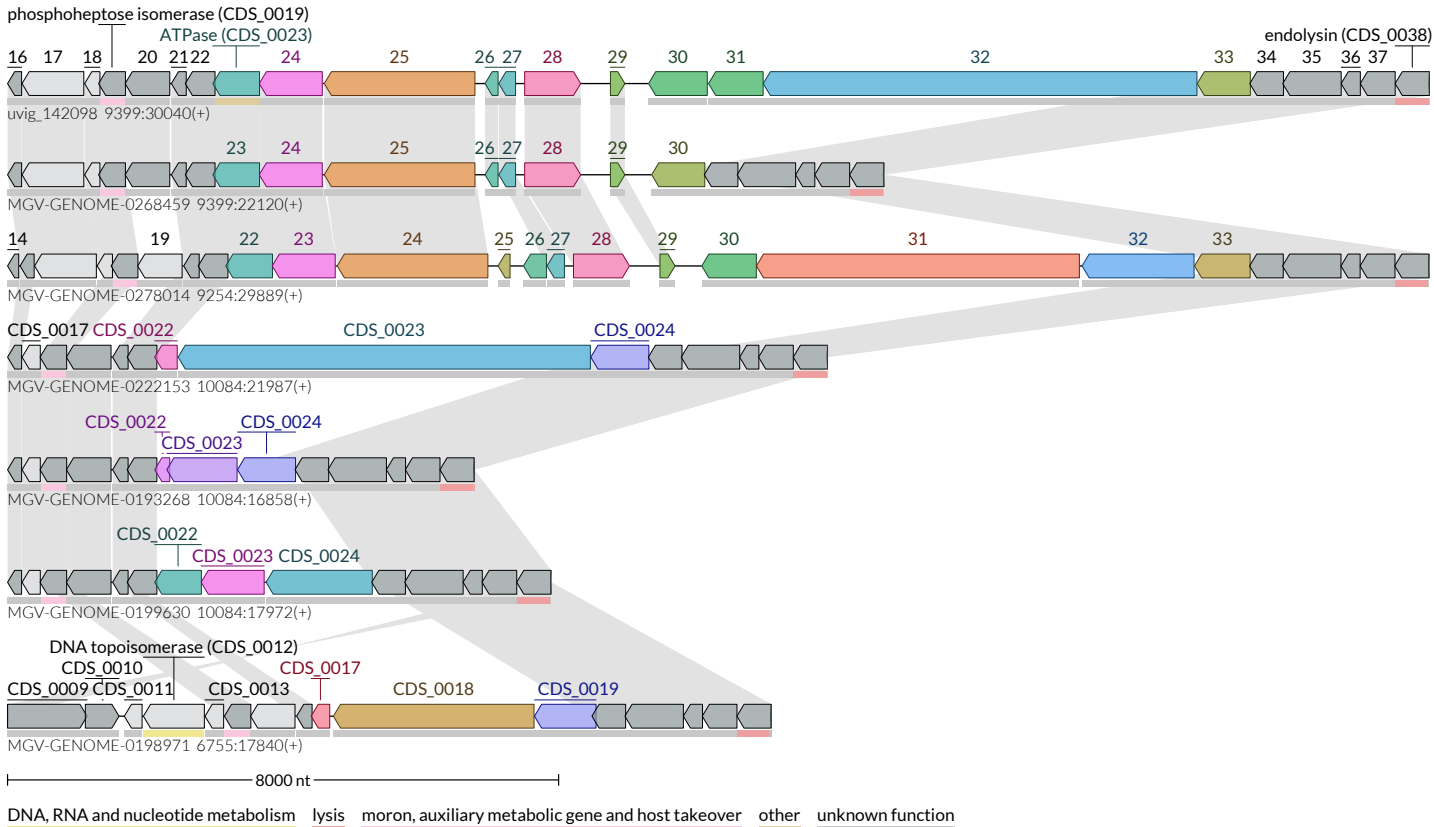 phosphoheptose isomerase (CDS_0019)
ATPase (CDS_0023) endolysin (CDS_0038)
16 17 18 20 21 22 24 25 26 27 28 29 30 31 32 33 34 35 36 37
uvig_142098 9399:30040(+)
23 24 25 26 27 28 29 30
MGV-GENOME-0268459 9399:22120(+)
14 19 22 23 24 25 26 27 28 29 30 31 32 33
MGV-GENOME-0278014 9254:29889(+)
CDS_0017 CDS_0022 CDS_0023 CDS_0024
MGV-GENOME-0222153 10084:21987(+)
CDS_0022 CDS_0024
CDS_0023
MGV-GENOME-0193268 10084:16858(+)
CDS_0022
CDS_0023 CDS_0024
MGV-GENOME-0199630 10084:17972(+)
DNA topoisomerase (CDS_0012)
CDS_0010 CDS_0017
CDS_0009 CDS_0011 CDS_0013 CDS_0018 CDS_0019
MGV-GENOME-0198971 6755:17840(+)
8000 nt
DNA, RNA and nucleotide metabolism lysis moron, auxiliary metabolic gene and host takeover other unknown function